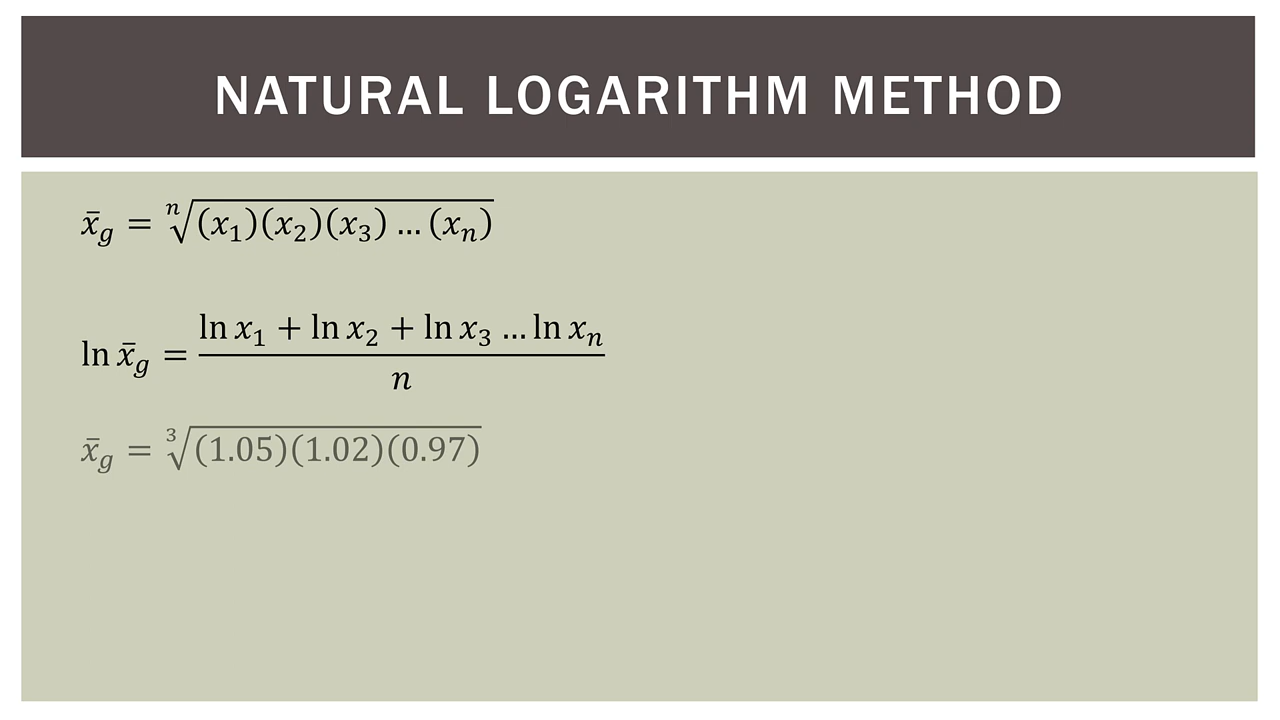 NATURAL LOGARITHM METHOD
x̄_g = ⁿ√(x₁)(x₂)(x₃) … (xₙ)
ln x̄_g = (ln x₁ + ln x₂ + ln x₃ … ln xₙ) / n
x̄_g = ³√(1.05)(1.02)(0.97)